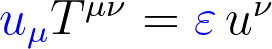 u_μ T^{μν} = ε u^ν